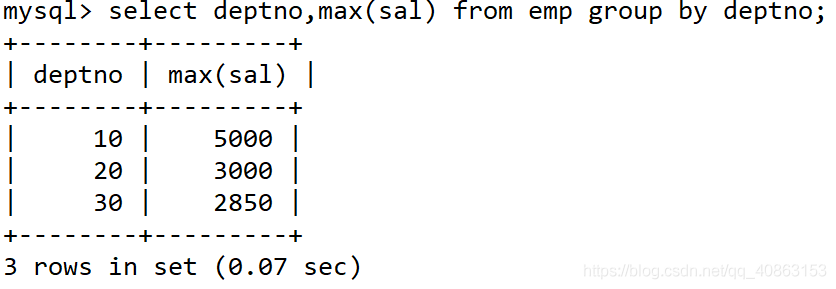 mysql> select deptno,max(sal) from emp group by deptno;
+--------+---------+
| deptno | max(sal) |
+--------+---------+
|     10 |    5000 |
|     20 |    3000 |
|     30 |    2850 |
+--------+---------+
3 rows in set (0.07 sec)
https://blog.csdn.net/qq_40863153